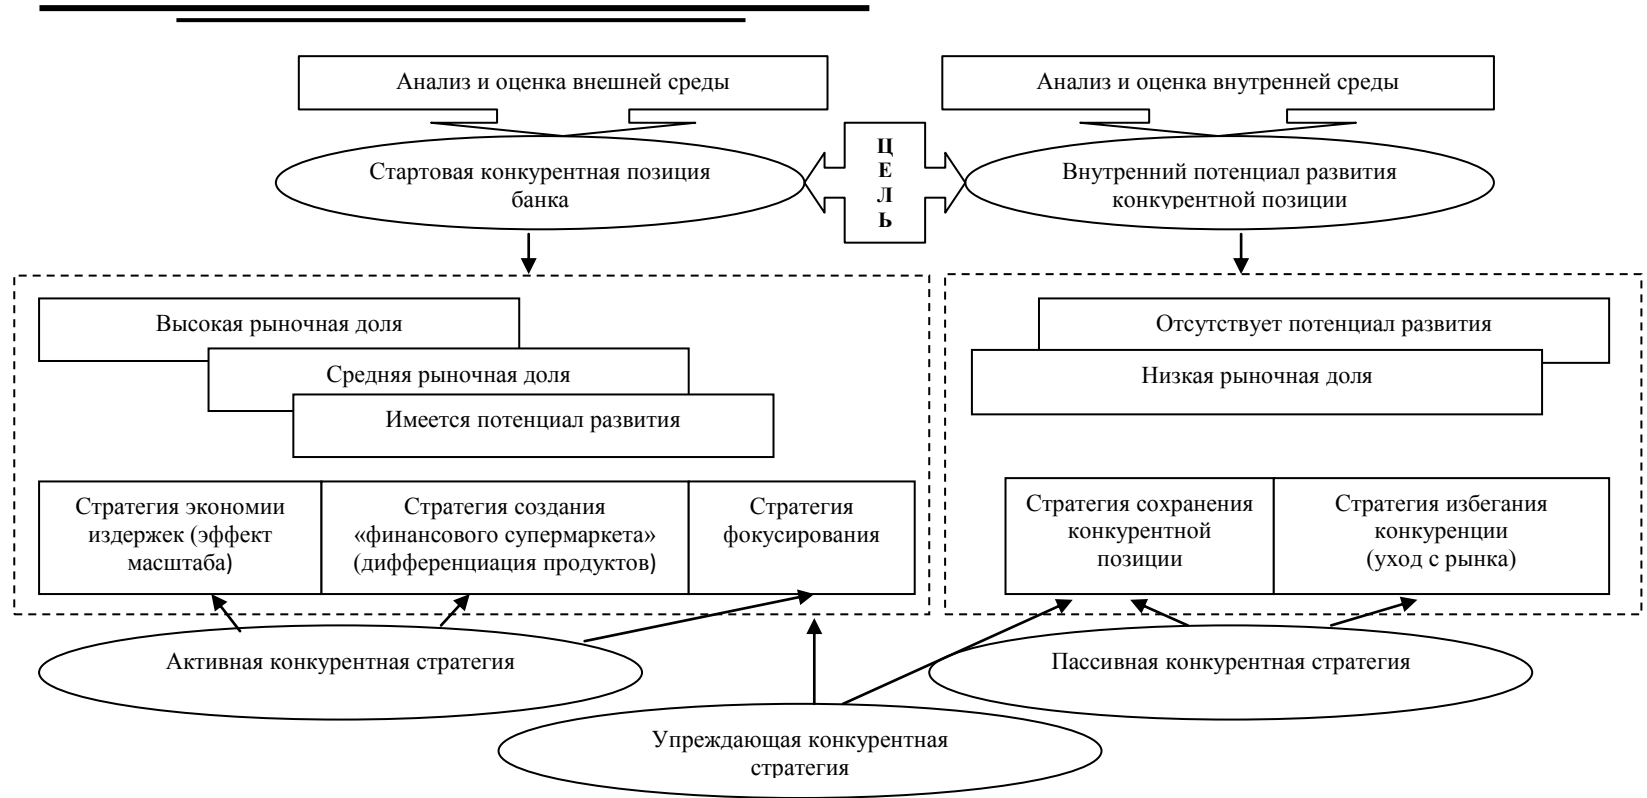 Анализ и оценка внешней среды
Анализ и оценка внутренней среды
Стартовая конкурентная позиция
банка
Ц
Е
Л
Ь
Внутренний потенциал развития
конкурентной позиции
Высокая рыночная доля
Средняя рыночная доля
Имеется потенциал развития
Отсутствует потенциал развития
Низкая рыночная доля
Стратегия экономии
издержек (эффект
масштаба)
Стратегия создания
«финансового супермаркета»
(дифференциация продуктов)
Стратегия
фокусирования
Стратегия сохранения
конкурентной
позиции
Стратегия избегания
конкуренции
(уход с рынка)
Активная конкурентная стратегия
Пассивная конкурентная стратегия
Упреждающая конкурентная
стратегия